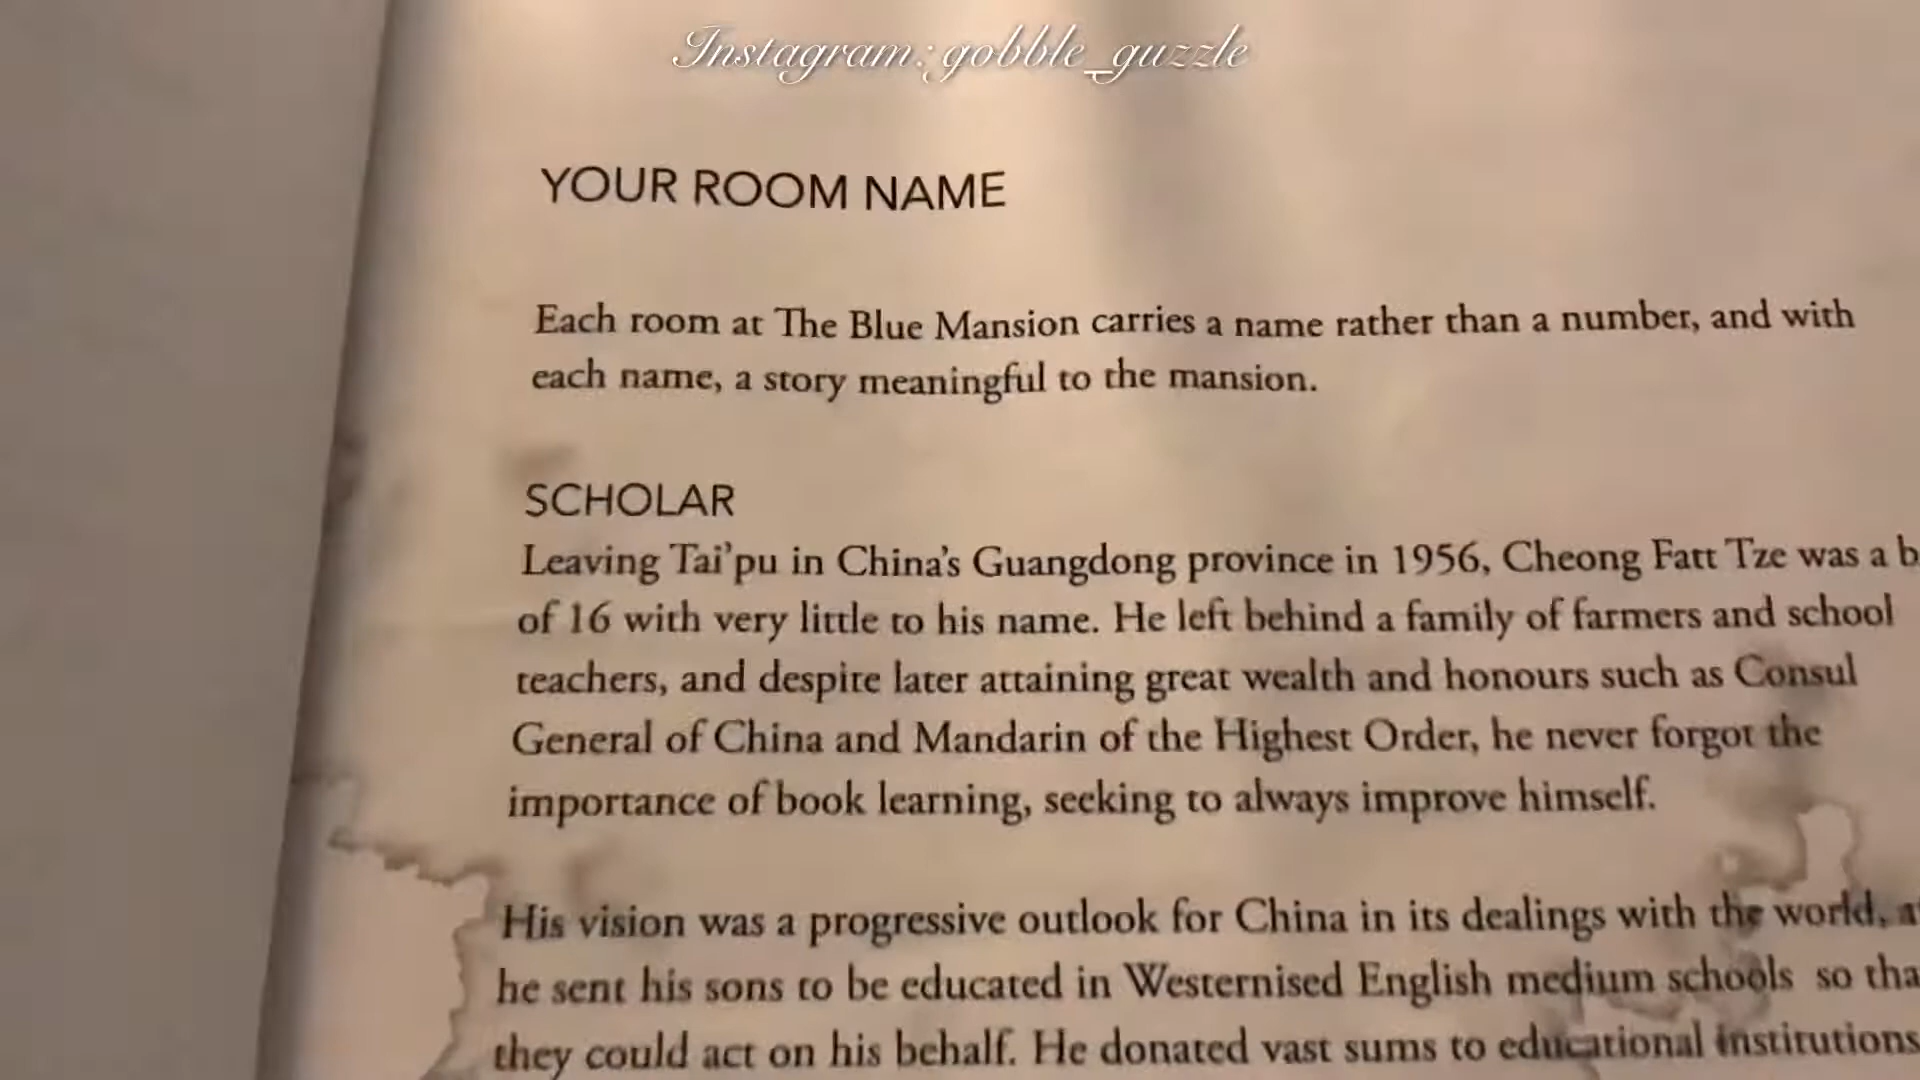 Instagram: gobble_guzzle
YOUR ROOM NAME
Each room at The Blue Mansion carries a name rather than a number, and with
each name, a story meaningful to the mansion.
SCHOLAR
Leaving Tai'pu in China's Guangdong province in 1956, Cheong Fatt Tze was a
of 16 with very little to his name. He left behind a family of farmers and school
teachers, and despite later attaining great wealth and honours such as Consul
General of China and Mandarin of the Highest Order, he never forgot the
importance of book learning, seeking to always improve himself.
His vision was a progressive outlook for China in its dealings with the world,
he sent his sons to be educated in Westernised English medium schools so
they could act on his behalf. He donated vast sums to educational institutions